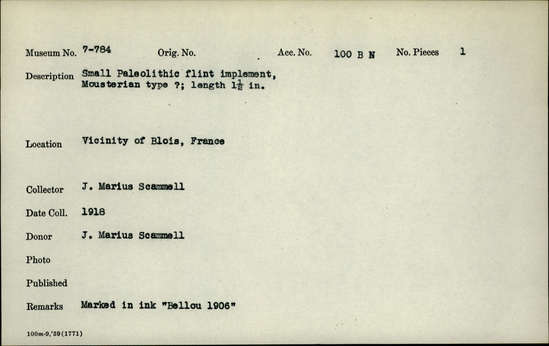 Museum No. 7-784 Orig. No. Acc. No. 100 B N No. Pieces 1
Description Small Paleolithic flint implement,
Mousterian type ?; length 1½ in.
Location Vicinity of Blois, France
Collector J. Marius Scammell
Date Coll. 1918
Donor J. Marius Scammell
Photo
Published
Remarks Marked in ink "Bellou 1906"
100m-9,'59(1771)